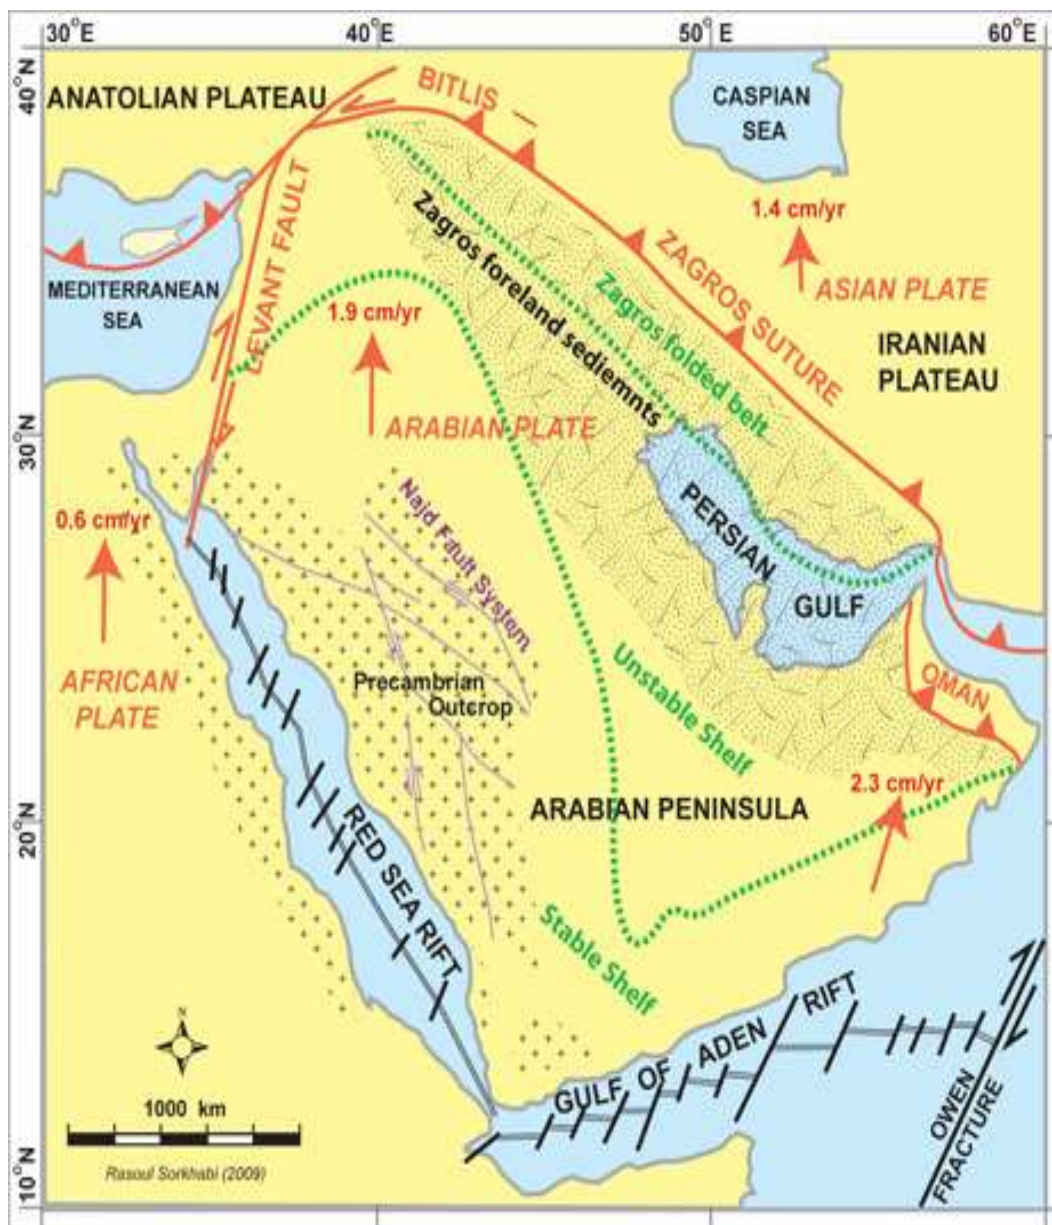 30°E
40°E
50°E
60°E
40°N
30°N
20°N
10°N
ANATOLIAN PLATEAU
BITLIS –
CASPIAN
SEA
1.4 cm/yr
ASIAN PLATE
ZAGROS SUTURE
IRANIAN
PLATEAU
LEVANT FAULT
MEDITERRANEAN
SEA
Zagros foreland sediemnts
Zagros folded belt
1.9 cm/yr
ARABIAN PLATE
0.6 cm/yr
AFRICAN
PLATE
Najd Fault System
PERSIAN
GULF
Precambrian
Outcrop
Unstable Shelf
OMAN
2.3 cm/yr
ARABIAN PENINSULA
RED SEA RIFT
Stable Shelf
GULF OF ADEN RIFT
OWEN
FRACTURE
N
1000 km
Rasoul Sorkhabi (2009)